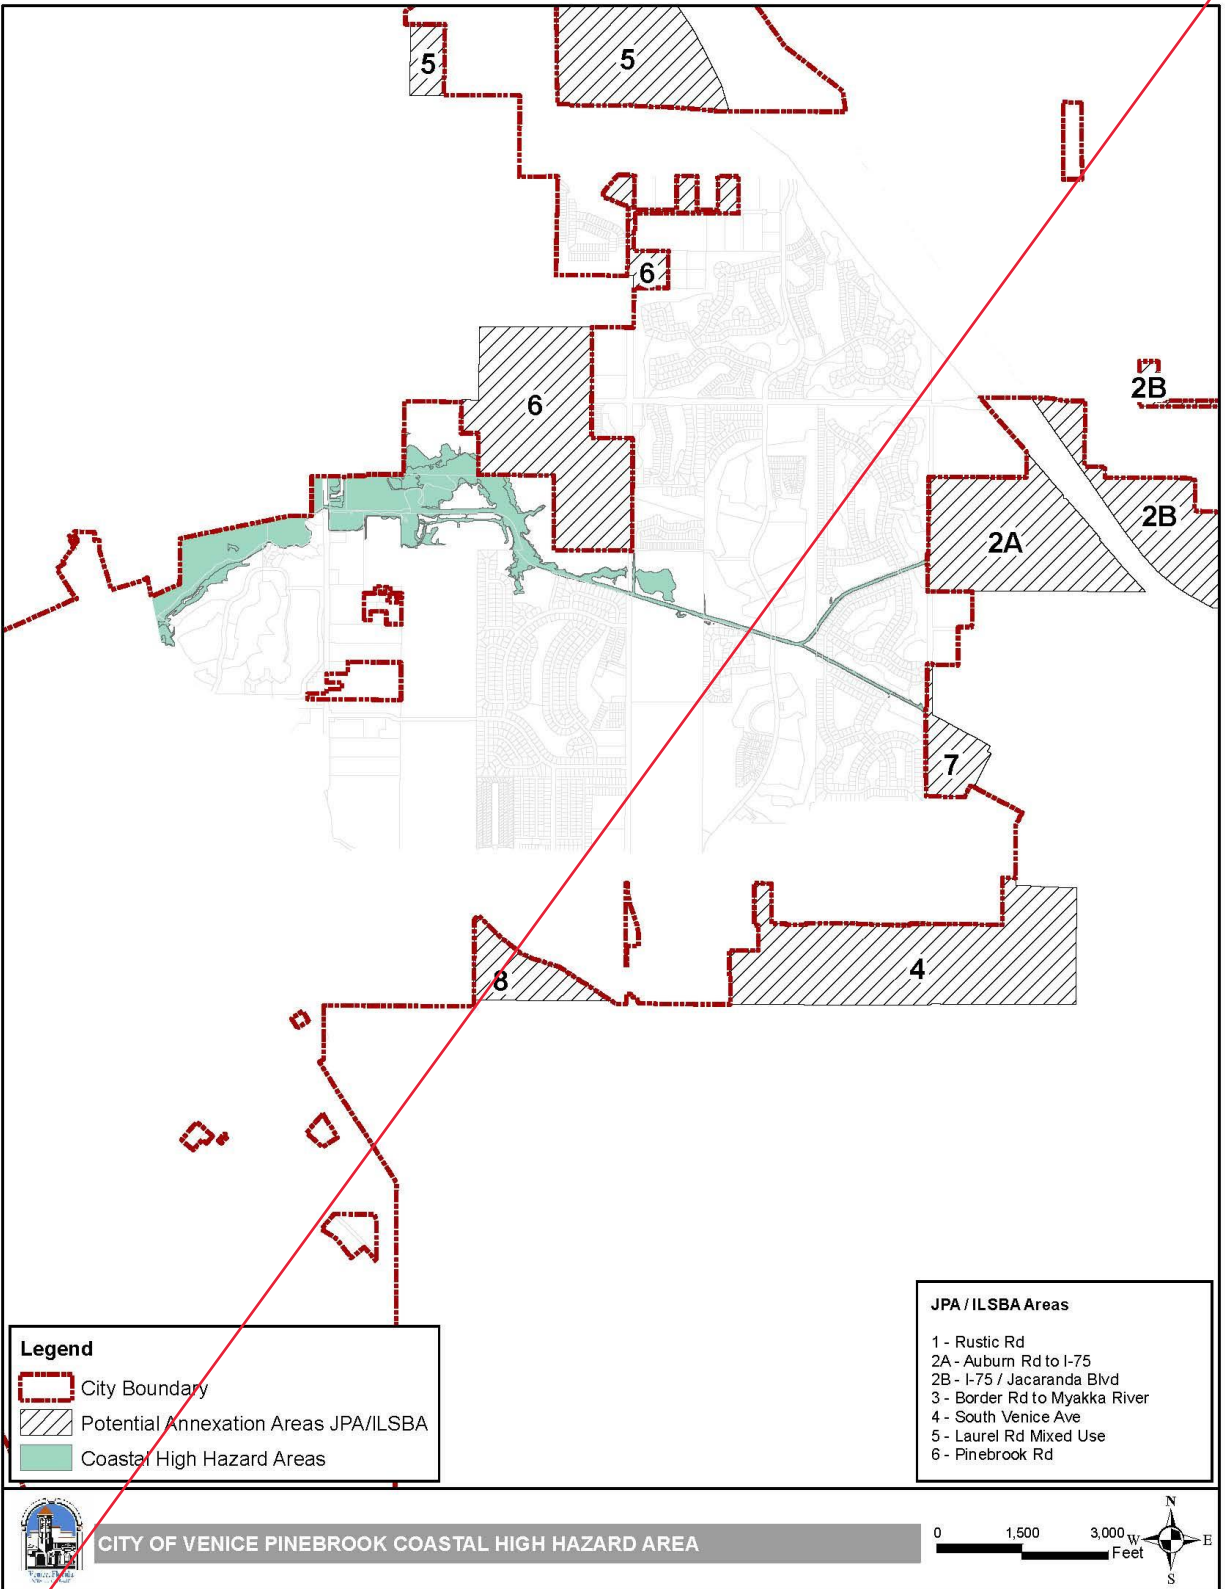 5
5
6
6
2B
2B
2A
7
4
8
JPA / ILSBA Areas
1 - Rustic Rd
2A - Auburn Rd to I-75
2B - I-75 / Jacaranda Blvd
3 - Border Rd to Myakka River
4 - South Venice Ave
5 - Laurel Rd Mixed Use
6 - Pinebrook Rd
Legend
City Boundary
Potential Annexation Areas JPA/ILSBA
Coastal High Hazard Areas
CITY OF VENICE PINEBROOK COASTAL HIGH HAZARD AREA
0 1,500 3,000
Feet
N
W E
S
Venice, Florida